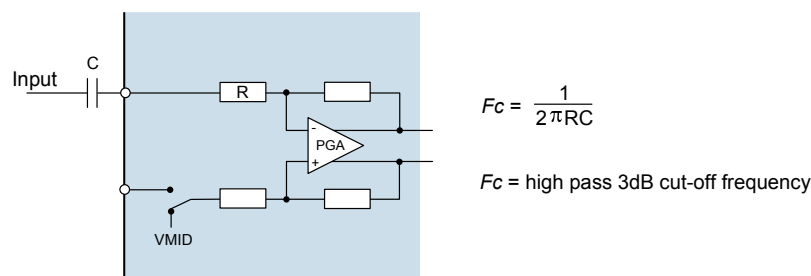 C
Input
R
Fc = 1 / 2πRC
-
PGA
+
Fc = high pass 3dB cut-off frequency
VMID